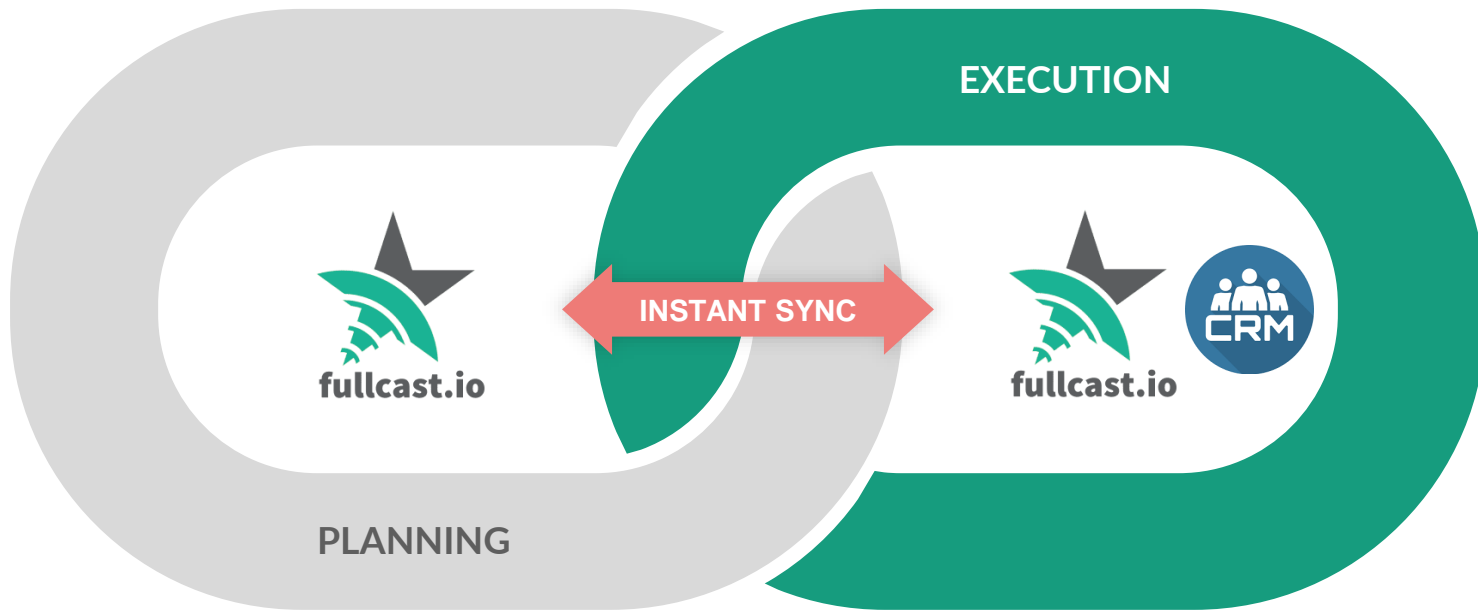 EXECUTION
INSTANT SYNC
fullcast.io
fullcast.io
CRM
PLANNING